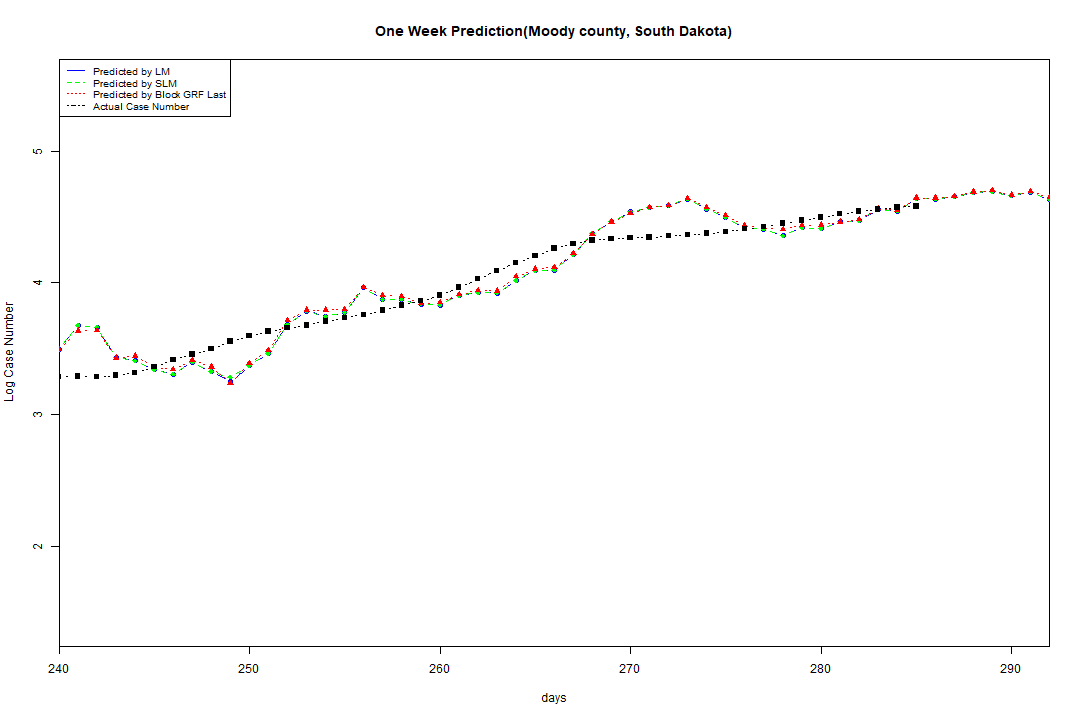 One Week Prediction(Moody county, South Dakota)
Predicted by LM
Predicted by SLM
Predicted by Block GRF Last
Actual Case Number
5
4
3
2
Log Case Number
240 250 260 270 280 290
days